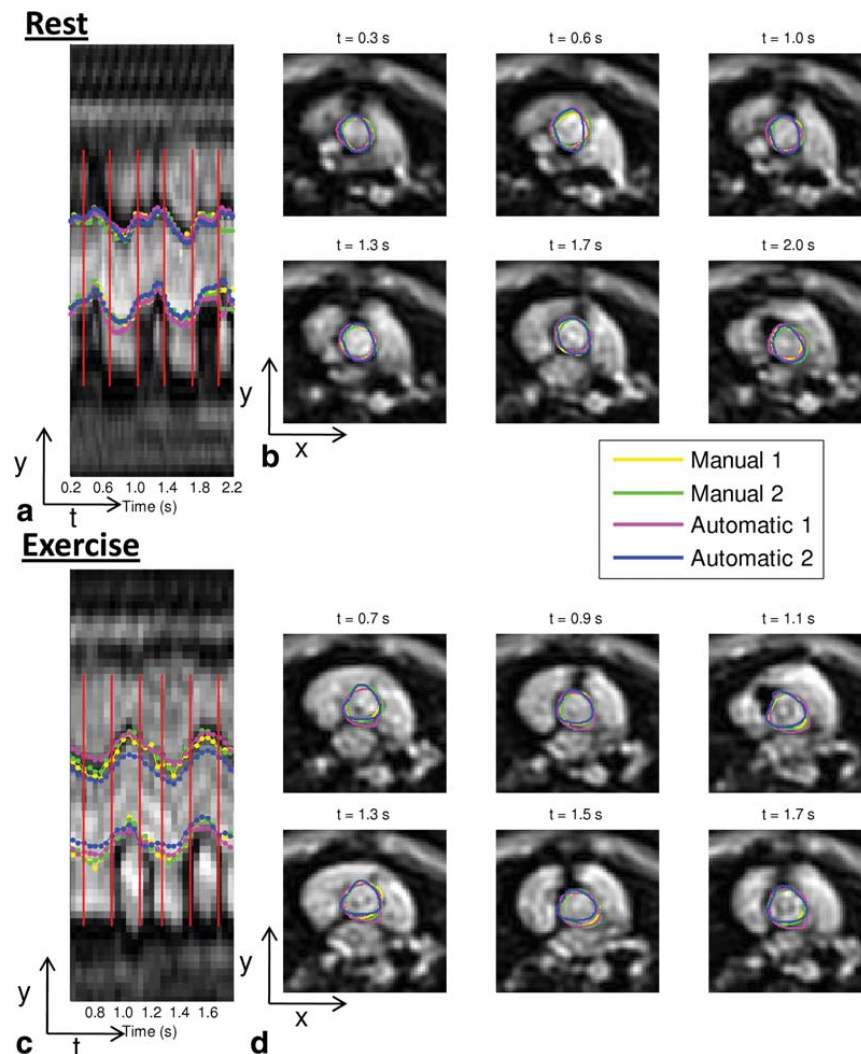 Rest
t = 0.3 s
t = 0.6 s
t = 1.0 s
t = 1.3 s
t = 1.7 s
t = 2.0 s
y
x
b
y
0.2 0.6 1.0 1.4 1.8 2.2
Time (s)
t
a
Manual 1
Manual 2
Automatic 1
Automatic 2
Exercise
t = 0.7 s
t = 0.9 s
t = 1.1 s
t = 1.3 s
t = 1.5 s
t = 1.7 s
y
x
d
y
0.8 1.0 1.2 1.4 1.6
Time (s)
t
c